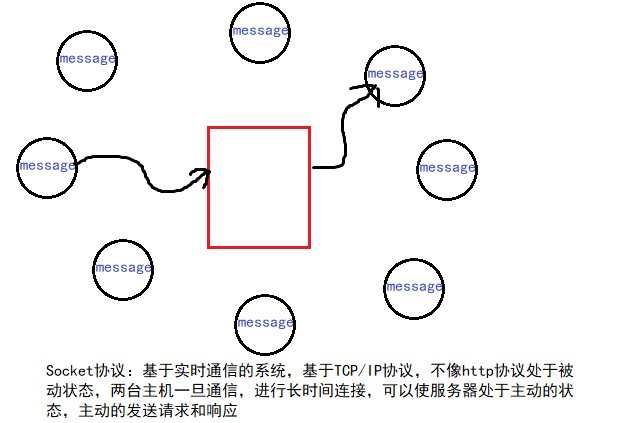 message
message
message
message
message
message
message
message
Socket协议：基于实时通信的系统，基于TCP/IP协议，不像http协议处于被
动状态，两台主机一旦通信，进行长时间连接，可以使服务器处于主动的状
态，主动的发送请求和响应